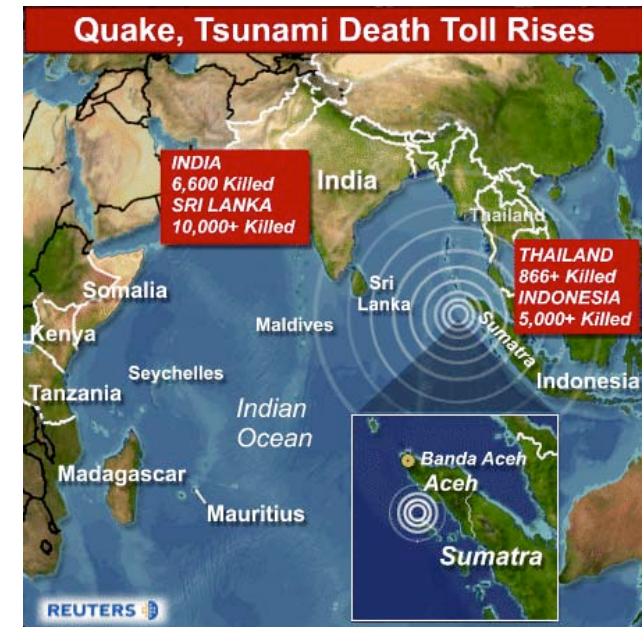 Quake, Tsunami Death Toll Rises
INDIA
6,600 Killed
SRI LANKA
10,000+ Killed
India
Thailand
THAILAND
866+ Killed
INDONESIA
5,000+ Killed
Somalia
Sri
Lanka
Maldives
Sumatra
Kenya
Indonesia
Seychelles
Tanzania
Indian
Ocean
Madagascar
Mauritius
Banda Aceh
Aceh
Sumatra
REUTERS